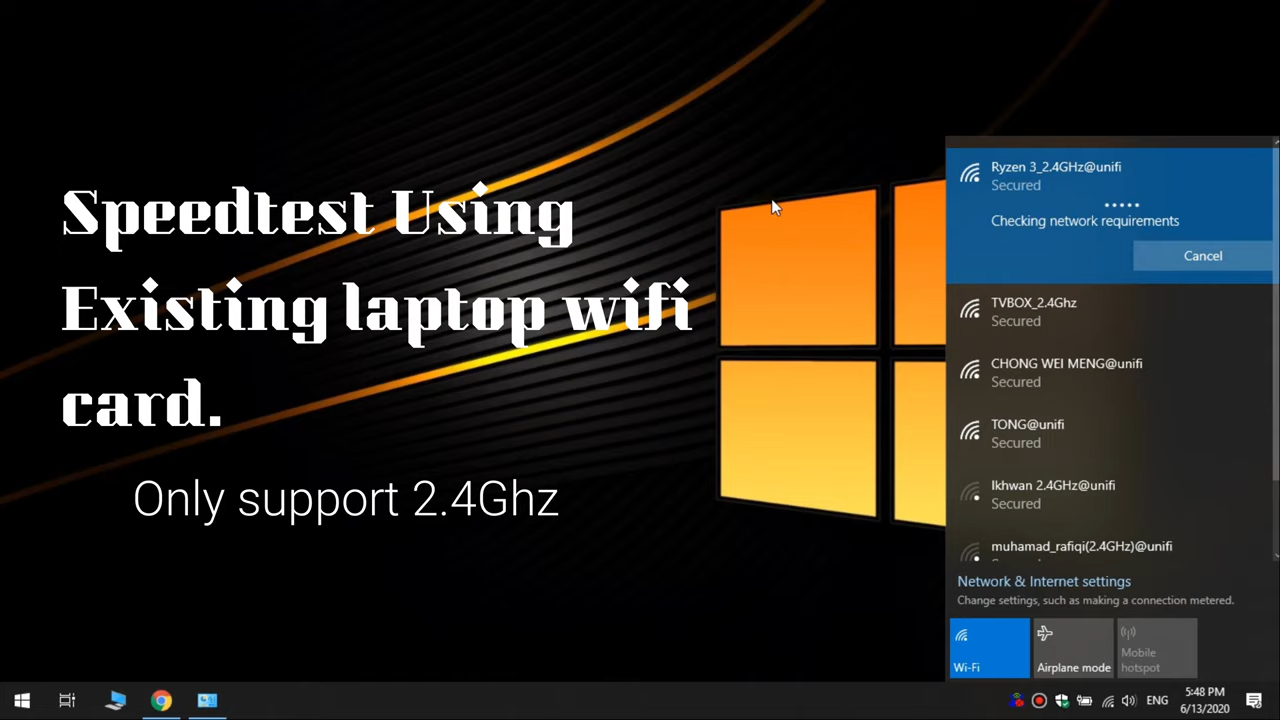 Speedtest Using
Existing laptop wifi
card.
Only support 2.4Ghz
Ryzen 3_2.4GHz@unifi
Secured
Checking network requirements
Cancel
TVBOX_2.4Ghz
Secured
CHONG WEI MENG@unifi
Secured
TONG@unifi
Secured
Ikhwan 2.4GHz@unifi
Secured
muhamad_rafiqi(2.4GHz)@unifi
Network & Internet settings
Change settings, such as making a connection metered.
Wi-Fi
Airplane mode
Mobile
hotspot
ENG
5:48 PM
6/13/2020